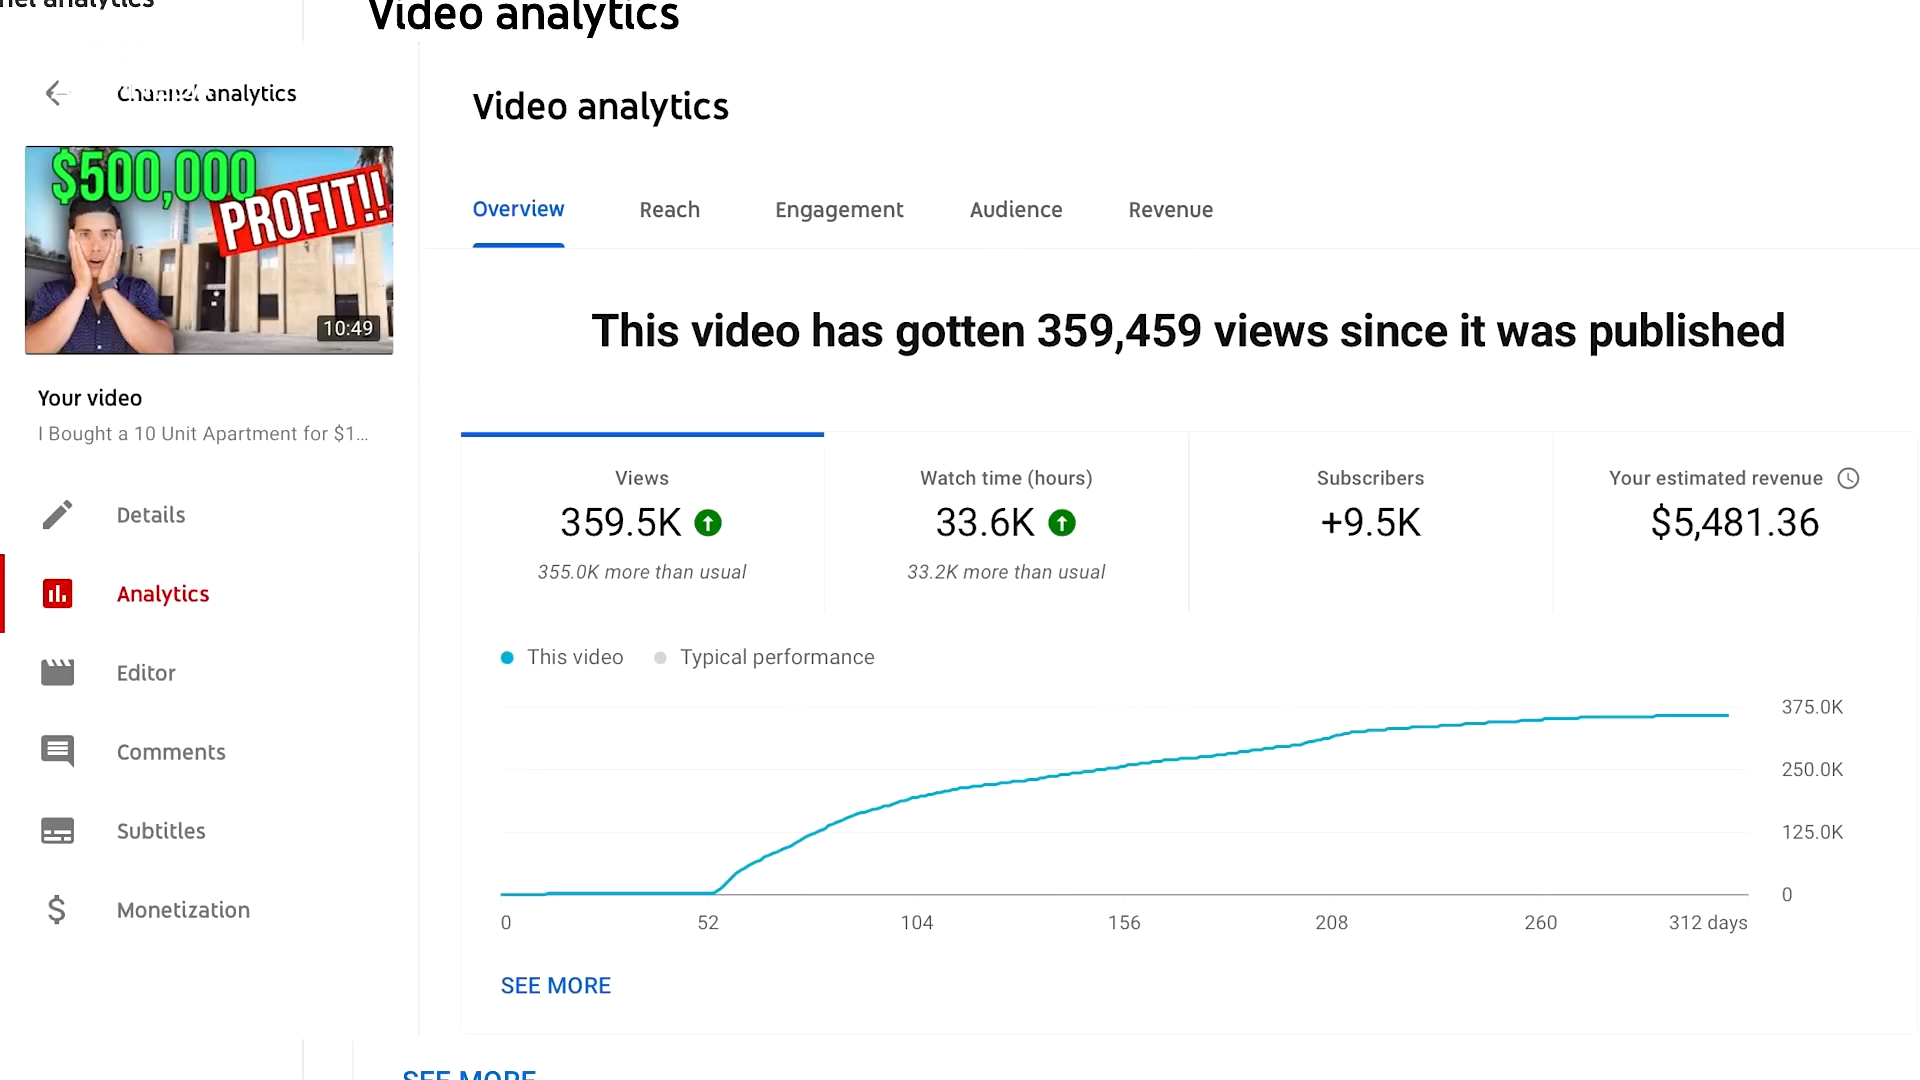 Video analytics
Channel analytics
Video analytics
$500,000
PROFIT!!
10:49
Your video
I Bought a 10 Unit Apartment for $1...
Details
Analytics
Editor
Comments
Subtitles
Monetization
Overview
Reach
Engagement
Audience
Revenue
This video has gotten 359,459 views since it was published
Views
359.5K
355.0K more than usual
Watch time (hours)
33.6K
33.2K more than usual
Subscribers
+9.5K
Your estimated revenue
$5,481.36
This video
Typical performance
375.0K
250.0K
125.0K
0
0 52 104 156 208 260 312 days
SEE MORE
SEE MORE